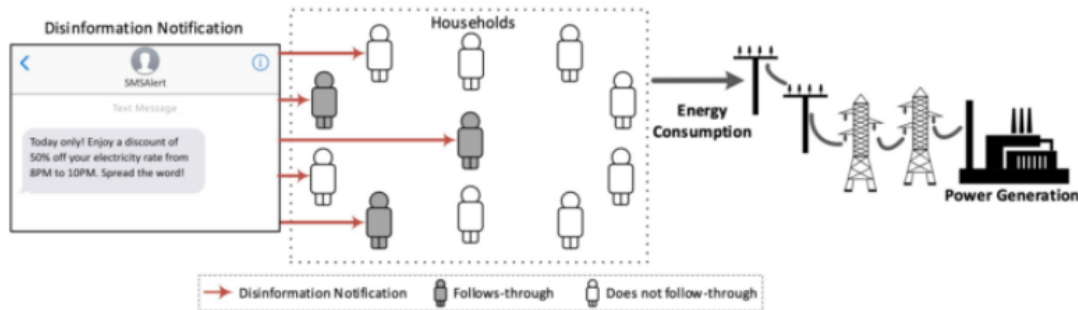 Disinformation Notification
SMSAlert
Text Message
Today only! Enjoy a discount of
50% off your electricity rate from
8PM to 10PM. Spread the word!
Households
Energy
Consumption
Power Generation
Disinformation Notification
Follows-through
Does not follow-through